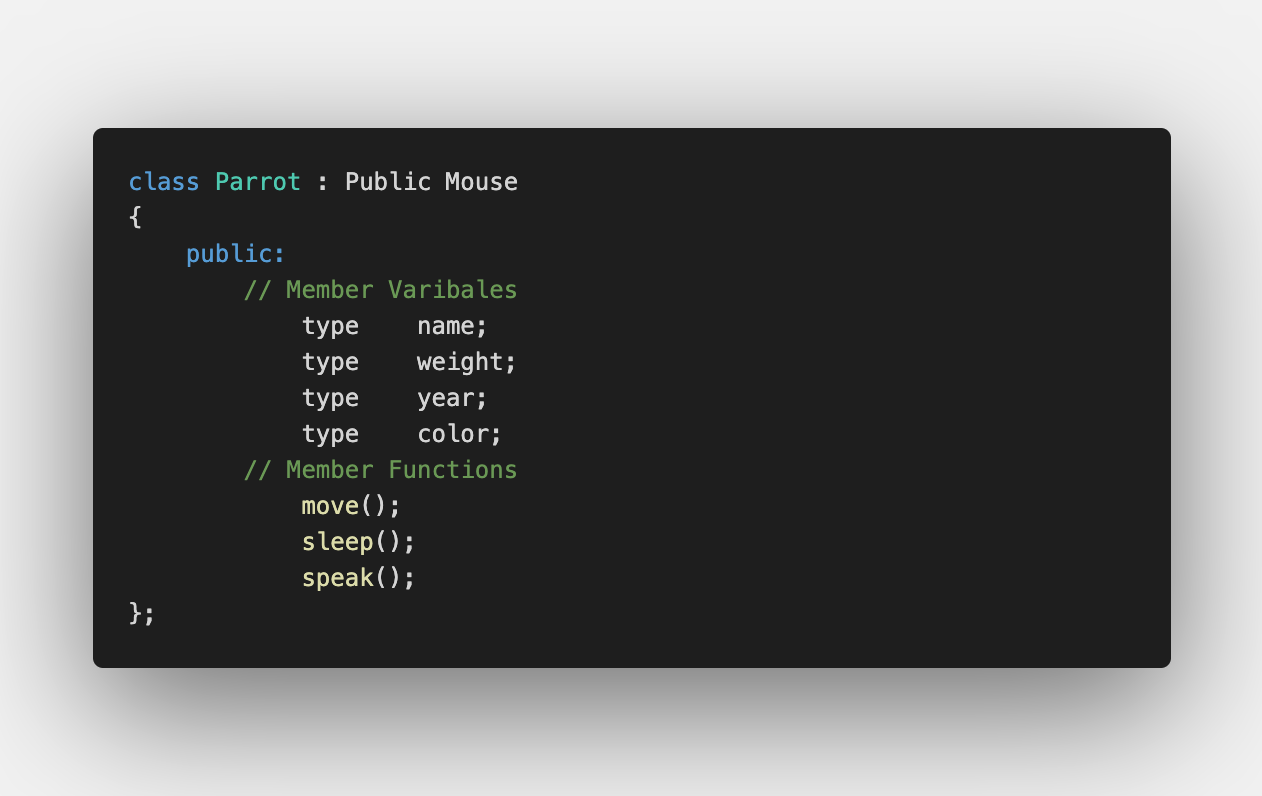 class Parrot : Public Mouse
{
    public:
        // Member Varibales
            type    name;
            type    weight;
            type    year;
            type    color;
        // Member Functions
            move();
            sleep();
            speak();
};